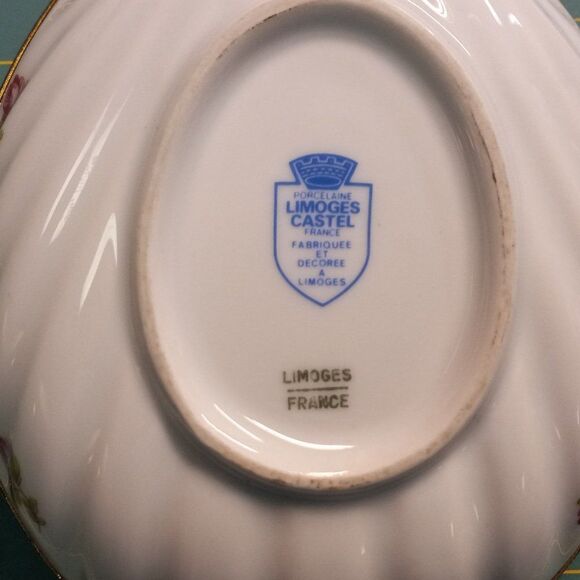 PORCELAINE
LIMOGES
CASTEL
FRANCE
FABRIQUEE
ET
DECOREE
A
LIMOGES
LIMOGES
FRANCE